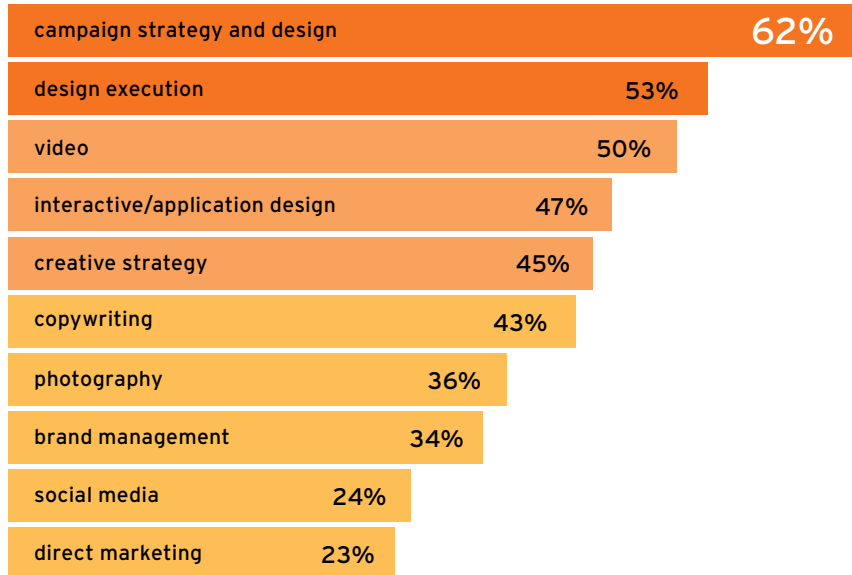 campaign strategy and design 62%
design execution 53%
video 50%
interactive/application design 47%
creative strategy 45%
copywriting 43%
photography 36%
brand management 34%
social media 24%
direct marketing 23%